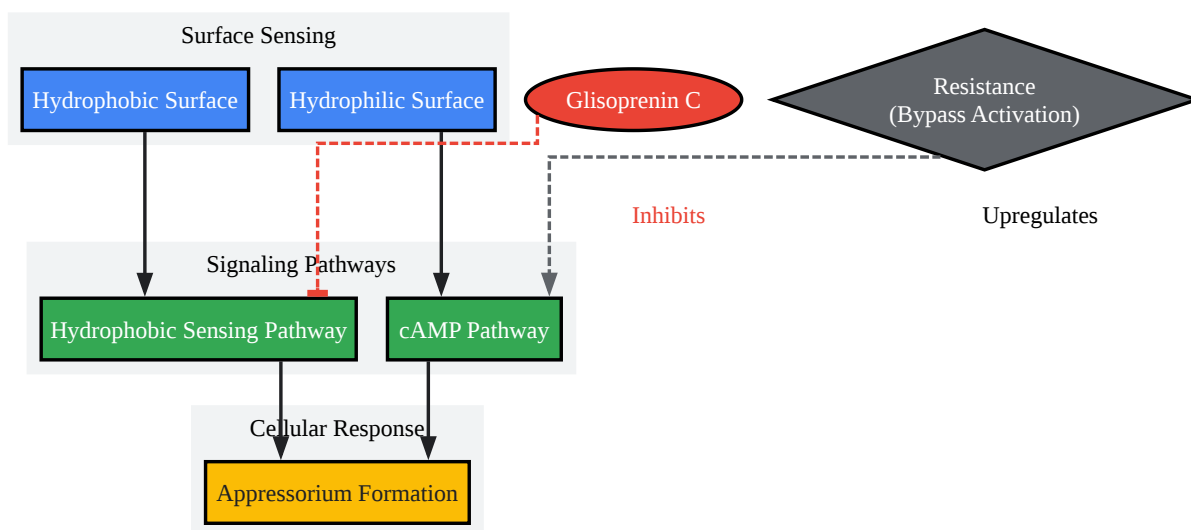 Surface Sensing
Hydrophobic Surface
Hydrophilic Surface
Glisoprenin C
Resistance
(Bypass Activation)
Inhibits
Upregulates
Signaling Pathways
Hydrophobic Sensing Pathway
cAMP Pathway
Cellular Response
Appressorium Formation